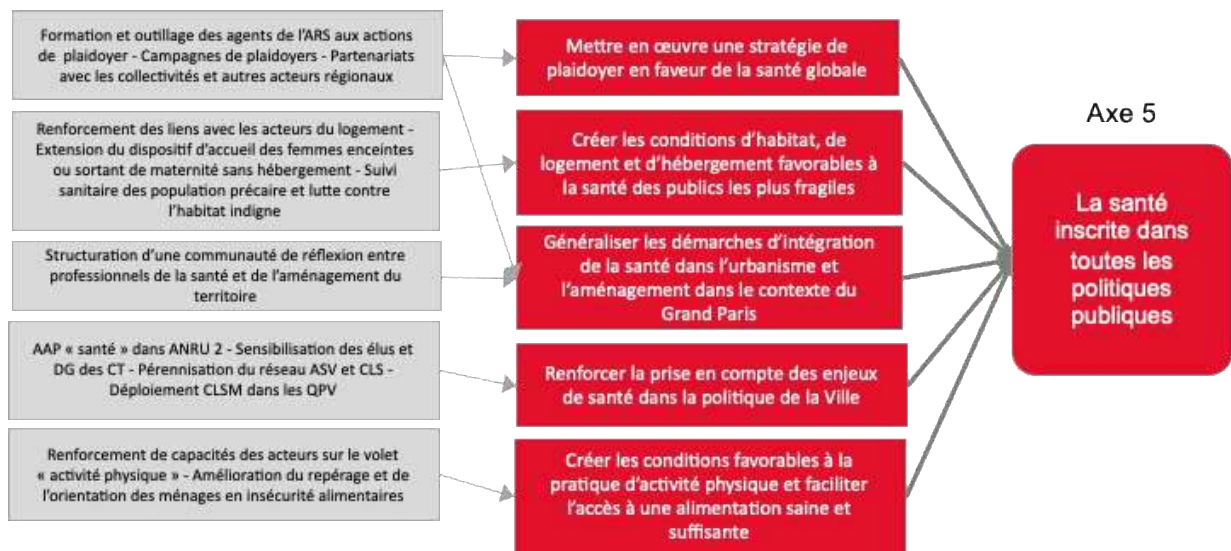 Formation et outillage des agents de l'ARS aux actions
de plaidoyer - Campagnes de plaidoyers - Partenariats
avec les collectivités et autres acteurs régionaux
Renforcement des liens avec les acteurs du logement -
Extension du dispositif d'accueil des femmes enceintes
ou sortant de maternité sans hébergement - Suivi
sanitaire des population précaire et lutte contre
l'habitat indigne
Structuration d'une communauté de réflexion entre
professionnels de la santé et de l'aménagement du
territoire
AAP « santé » dans ANRU 2 - Sensibilisation des élus et
DG des CT - Pérennisation du réseau ASV et CLS -
Déploiement CLSM dans les QPV
Renforcement de capacités des acteurs sur le volet
« activité physique » - Amélioration du repérage et de
l'orientation des ménages en insécurité alimentaires
Mettre en œuvre une stratégie de
plaidoyer en faveur de la santé globale
Créer les conditions d'habitat, de
logement et d'hébergement favorables à
la santé des publics les plus fragiles
Généraliser les démarches d'intégration
de la santé dans l'urbanisme et
l'aménagement dans le contexte du
Grand Paris
Renforcer la prise en compte des enjeux
de santé dans la politique de la Ville
Créer les conditions favorables à la
pratique d'activité physique et faciliter
l'accès à une alimentation saine et
suffisante
Axe 5
La santé
inscrite dans
toutes les
politiques
publiques